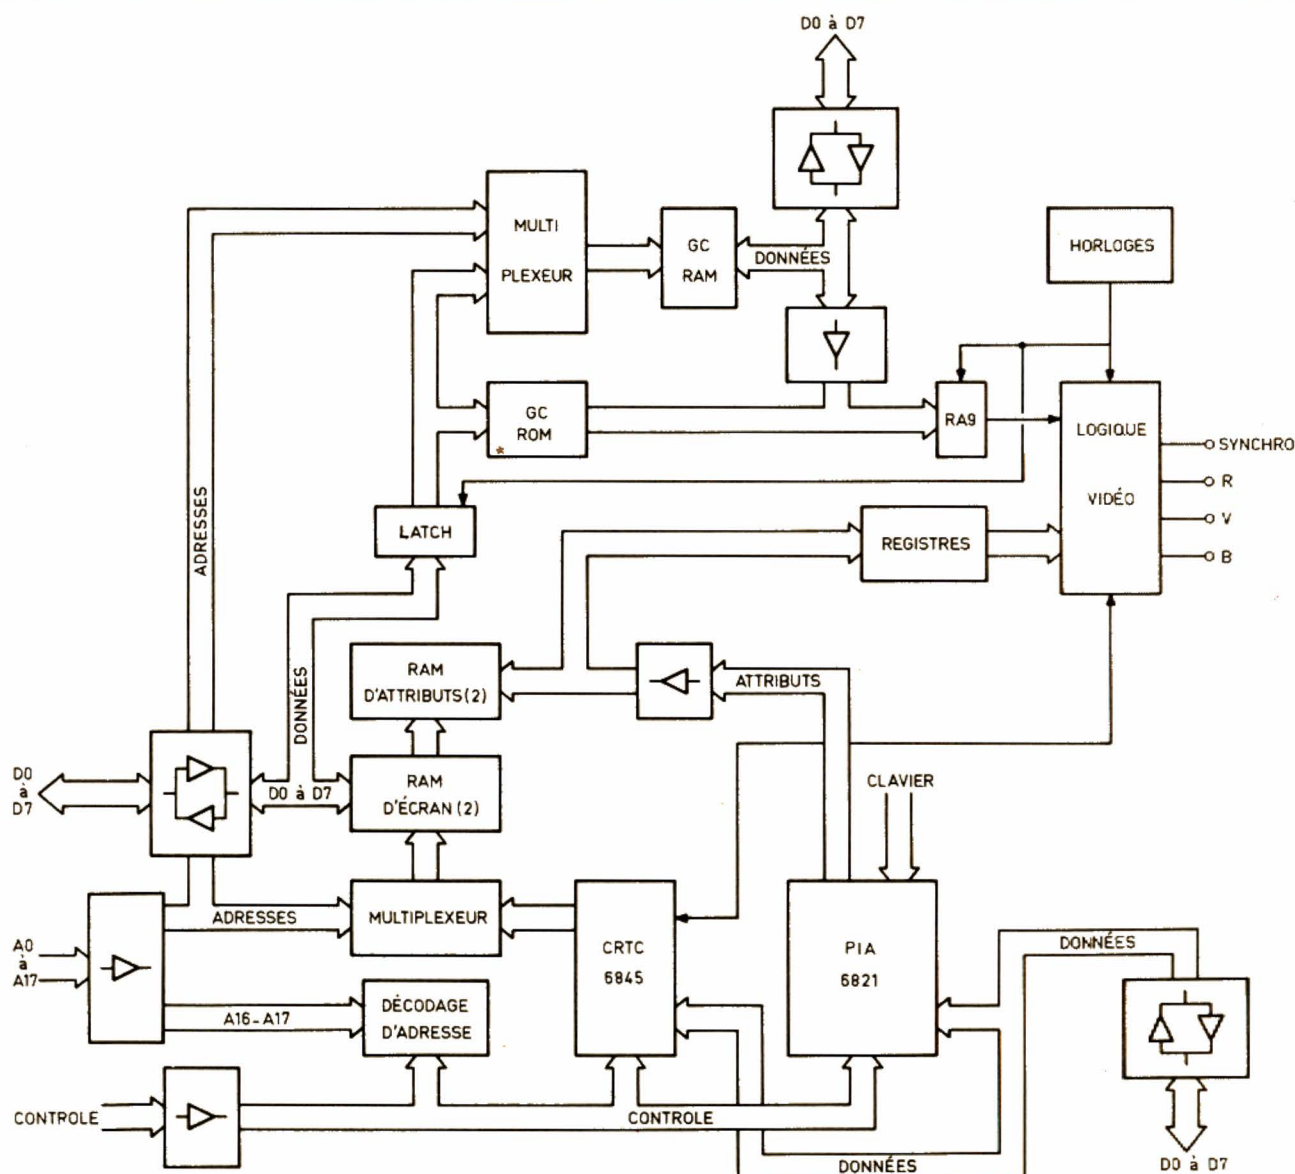 D0 à D7
MULTI
PLEXEUR
GC
RAM
DONNÉES
HORLOGES
GC
ROM
*
RA9
LOGIQUE
VIDÉO
SYNCHRO
R
V
B
ADRESSES
LATCH
REGISTRES
DONNÉES
RAM
D'ATTRIBUTS(2)
ATTRIBUTS
D0
à
D7
D0 à D7
RAM
D'ÉCRAN(2)
CLAVIER
ADRESSES
MULTIPLEXEUR
CRTC
6845
PIA
6821
DONNÉES
A0
à
A17
A16-A17
DÉCODAGE
D'ADRESSE
CONTROLE
CONTROLE
DONNÉES
D0 à D7